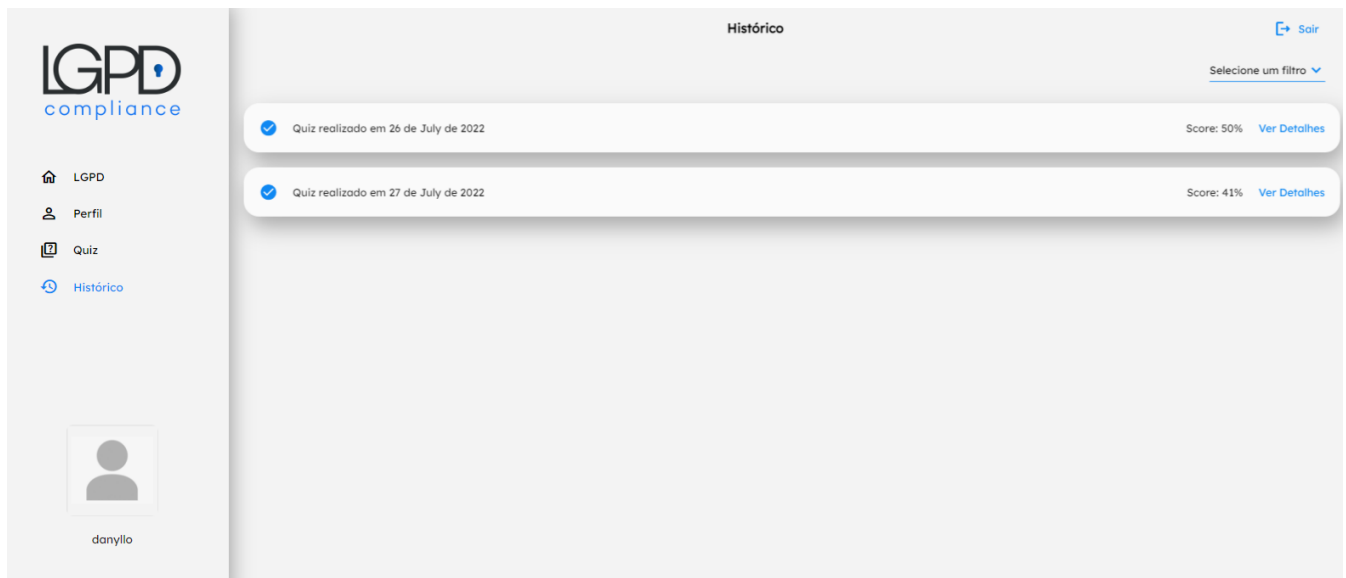 LGPD
compliance
LGPD
Perfil
Quiz
Histórico
danyllo
Histórico
Sair
Selecione um filtro
Quiz realizado em 26 de July de 2022 Score: 50% Ver Detalhes
Quiz realizado em 27 de July de 2022 Score: 41% Ver Detalhes